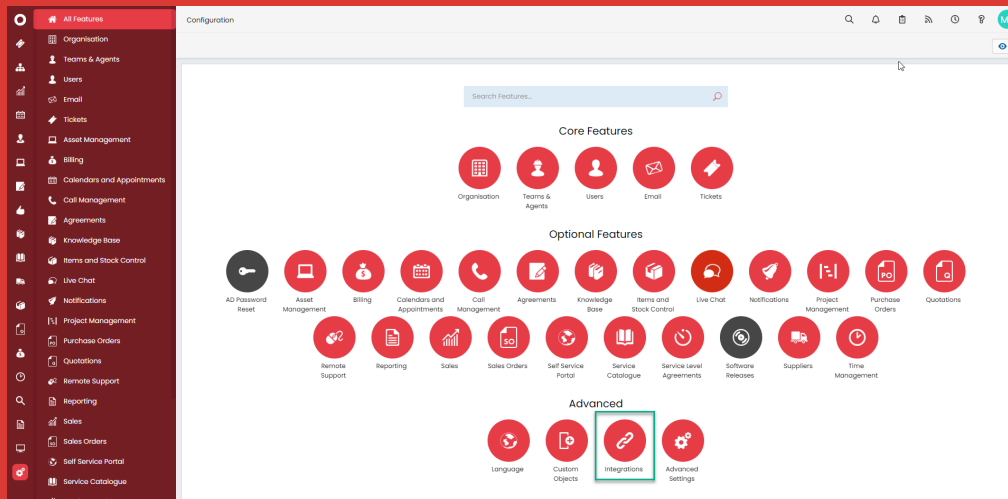 All Features
Organisation
Teams & Agents
Users
Email
Tickets
Asset Management
Billing
Calendars and Appointments
Call Management
Agreements
Knowledge Base
Items and Stock Control
Live Chat
Notifications
Project Management
Purchase Orders
Quotations
Remote Support
Reporting
Sales
Sales Orders
Self Service Portal
Service Catalogue
Configuration
M
Search Features...
Core Features
Organisation
Teams &
Agents
Users
Email
Tickets
Optional Features
AD Password
Reset
Asset
Management
Billing
Calendars and
Appointments
Call
Management
Agreements
Knowledge
Base
Items and
Stock Control
Live Chat
Notifications
Project
Management
PO
Purchase
Orders
Q
Quotations
Remote
Support
Reporting
Sales
SO
Sales Orders
Self Service
Portal
Service
Catalogue
Service Level
Agreements
Software
Releases
Suppliers
Time
Management
Advanced
Language
Custom
Objects
Integrations
Advanced
Settings